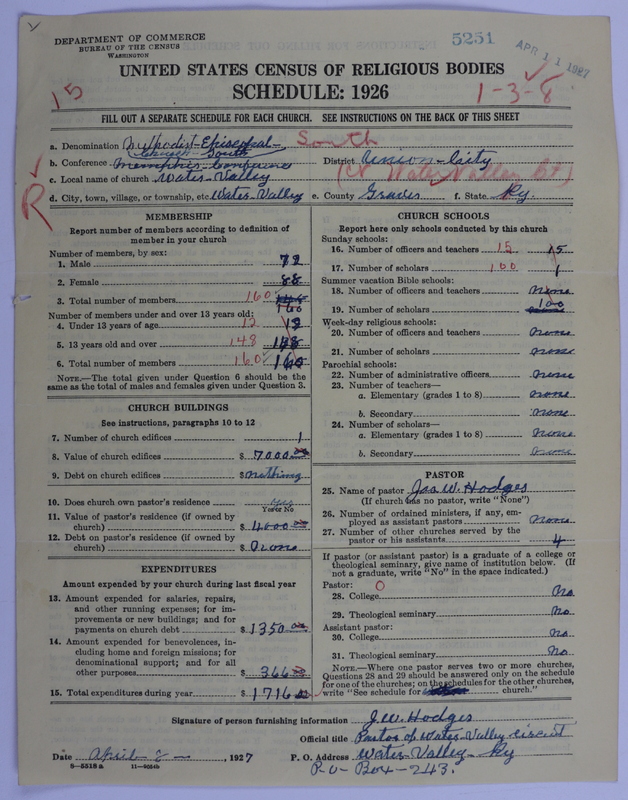 DEPARTMENT OF COMMERCE
BUREAU OF THE CENSUS
WASHINGTON
5251
APR 11 1927
UNITED STATES CENSUS OF RELIGIOUS BODIES
SCHEDULE: 1926
15
1-3-8
FILL OUT A SEPARATE SCHEDULE FOR EACH CHURCH. SEE INSTRUCTIONS ON THE BACK OF THIS SHEET
a. Denomination Methodist-Episcopal- South
Church-South
b. Conference Memphis Conference District Union-City
c. Local name of church Water-Valley (Water Valley Ct)
d. City, town, village, or township, etc. Water-Valley e. County Graves f. State Ky.
R
MEMBERSHIP
Report number of members according to definition of member in your church
Number of members, by sex:
1. Male 72
2. Female 88
3. Total number of members 160 160
Number of members under and over 13 years old:
4. Under 13 years of age 12 12
5. 13 years old and over 148 148
6. Total number of members 160 160
NOTE.—The total given under Question 6 should be the same as the total of males and females given under Question 3.
CHURCH BUILDINGS
See instructions, paragraphs 10 to 12
7. Number of church edifices 1
8. Value of church edifices $ 7000.00
9. Debt on church edifices $ nothing
10. Does church own pastor's residence yes
Yes or No
11. Value of pastor's residence (if owned by church) $ 4000.00
12. Debt on pastor's residence (if owned by church) $ none
EXPENDITURES
Amount expended by your church during last fiscal year
13. Amount expended for salaries, repairs, and other running expenses; for improvements or new buildings; and for payments on church debt $ 1350.00
14. Amount expended for benevolences, including home and foreign missions; for denominational support; and for all other purposes $ 366
15. Total expenditures during year $ 1716
CHURCH SCHOOLS
Report here only schools conducted by this church
Sunday schools:
16. Number of officers and teachers 15 15
17. Number of scholars 100
Summer vacation Bible schools:
18. Number of officers and teachers none
19. Number of scholars 100 none
Week-day religious schools:
20. Number of officers and teachers none
21. Number of scholars none
Parochial schools:
22. Number of administrative officers none
23. Number of teachers—
a. Elementary (grades 1 to 8) none
b. Secondary none
24. Number of scholars—
a. Elementary (grades 1 to 8) none
b. Secondary none
PASTOR
25. Name of pastor Jas W. Hodges
(If church has no pastor, write "None")
26. Number of ordained ministers, if any, employed as assistant pastors none
27. Number of other churches served by the pastor or his assistants 4
If pastor (or assistant pastor) is a graduate of a college or theological seminary, give name of institution below. (If not a graduate, write "No" in the space indicated.)
Pastor: 0
28. College No
29. Theological seminary No
Assistant pastor:
30. College No
31. Theological seminary No
NOTE.—Where one pastor serves two or more churches, Questions 28 and 29 should be answered only on the schedule for one of the churches; on the schedules for the other churches, write "See schedule for church."
Signature of person furnishing information J.W. Hodges
Official title Pastor of Water-Valley-circuit
Date April 8 1927 P. O. Address Water-Valley-Ky
8-5518 a 11-9064b P-O-Box-243.